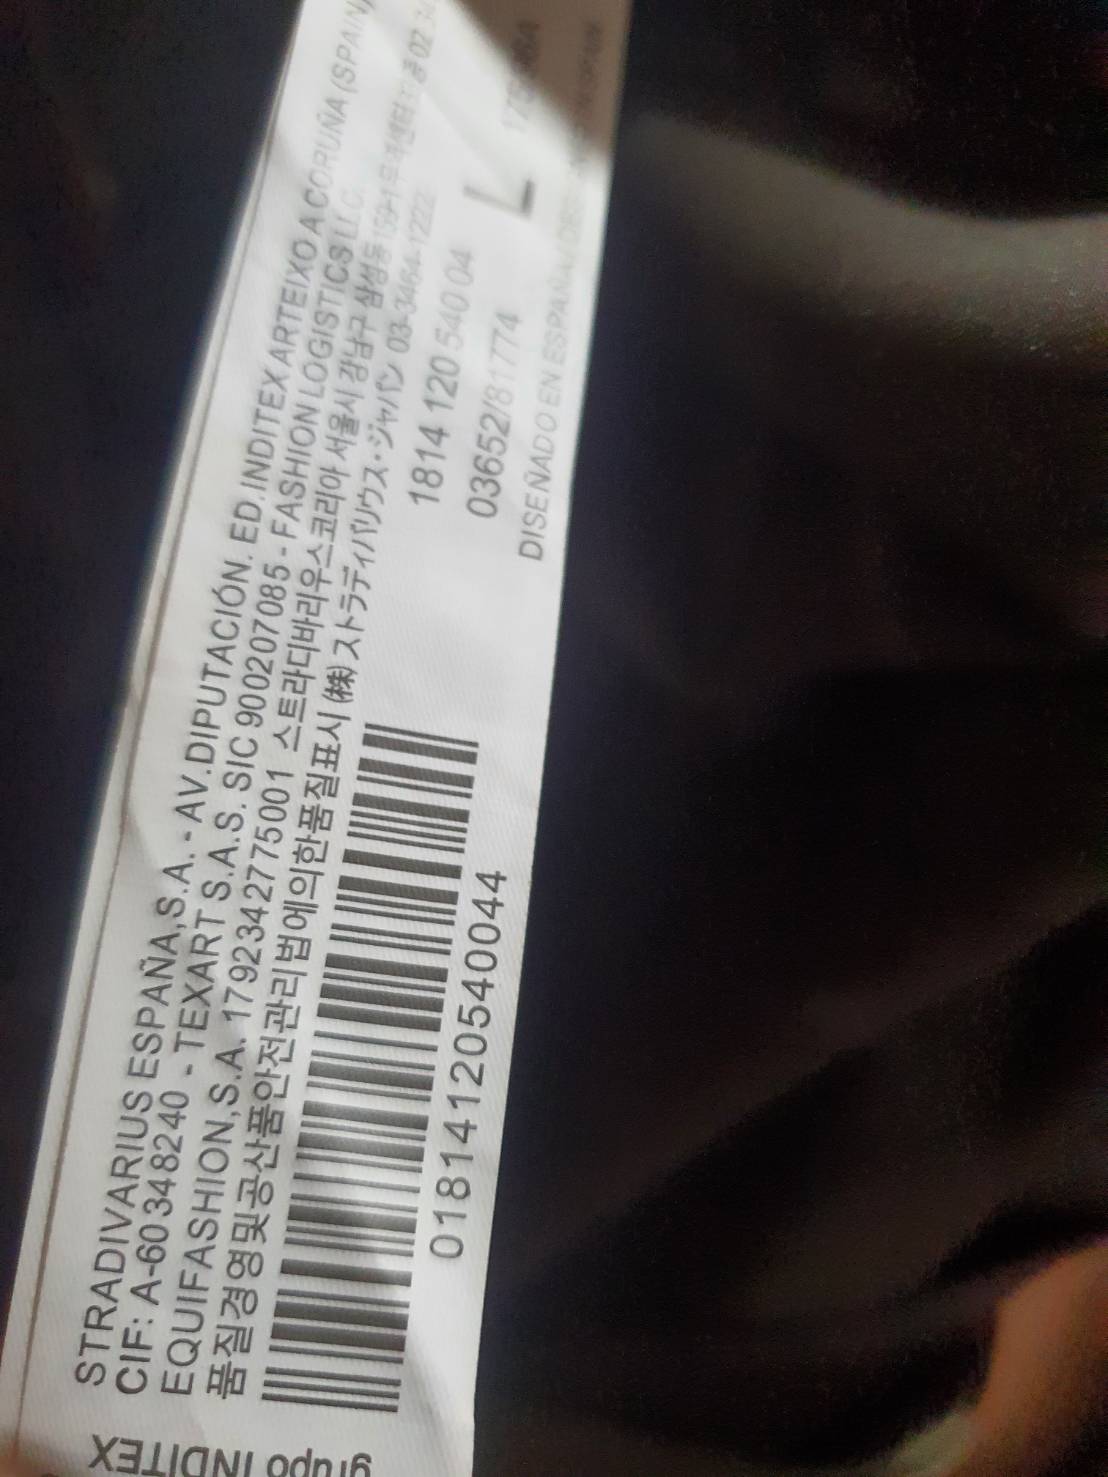 STRADIVARIUS ESPAÑA,S.A. - AV.DIPUTACIÓN. ED.INDITEX ARTEIXO A CORUÑA (SPAIN)
CIF: A-60348240 - TEXART S.A.S. SIC 900207085 - FASHION LOGISTICS LLC.
EQUIFASHION,S.A. 1792342775001 스트라디바리우스코리아 서울시 강남구 삼성동 159-1
품질경영및공산품안전관리법에의한품질표시 (株)ストラディバリウス・ジャパン 03-3464-1222
1814 120 540 04
03652/81774
L
DISEÑADO EN ESPAÑA
01814120540044
grupo INDITEX